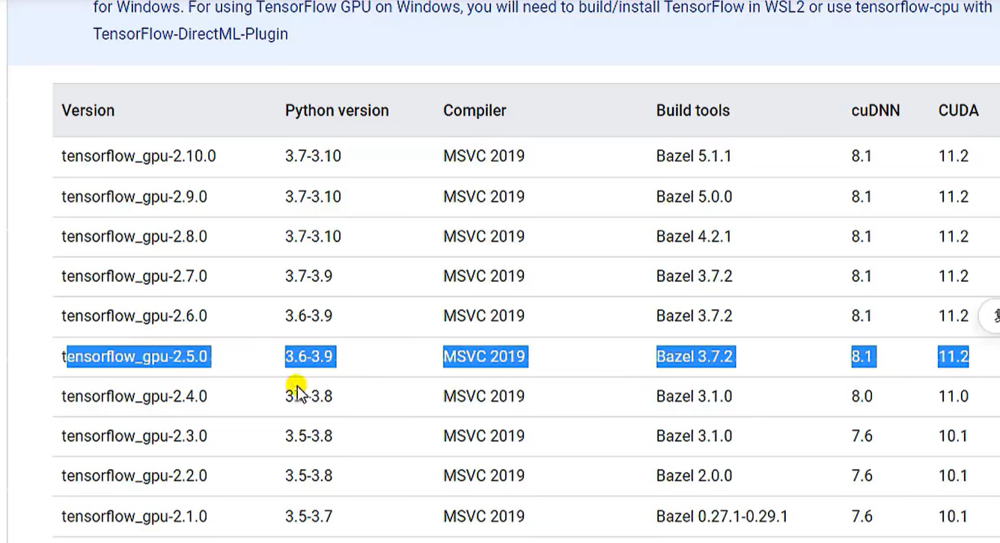 for Windows. For using TensorFlow GPU on Windows, you will need to build/install TensorFlow in WSL2 or use tensorflow-cpu with
TensorFlow-DirectML-Plugin
Version Python version Compiler Build tools cuDNN CUDA
tensorflow_gpu-2.10.0 3.7-3.10 MSVC 2019 Bazel 5.1.1 8.1 11.2
tensorflow_gpu-2.9.0 3.7-3.10 MSVC 2019 Bazel 5.0.0 8.1 11.2
tensorflow_gpu-2.8.0 3.7-3.10 MSVC 2019 Bazel 4.2.1 8.1 11.2
tensorflow_gpu-2.7.0 3.7-3.9 MSVC 2019 Bazel 3.7.2 8.1 11.2
tensorflow_gpu-2.6.0 3.6-3.9 MSVC 2019 Bazel 3.7.2 8.1 11.2
tensorflow_gpu-2.5.0 3.6-3.9 MSVC 2019 Bazel 3.7.2 8.1 11.2
tensorflow_gpu-2.4.0 MSVC 2019 Bazel 3.1.0 8.0 11.0
tensorflow_gpu-2.3.0 3.5-3.8 MSVC 2019 Bazel 3.1.0 7.6 10.1
tensorflow_gpu-2.2.0 3.5-3.8 MSVC 2019 Bazel 2.0.0 7.6 10.1
tensorflow_gpu-2.1.0 3.5-3.7 MSVC 2019 Bazel 0.27.1-0.29.1 7.6 10.1